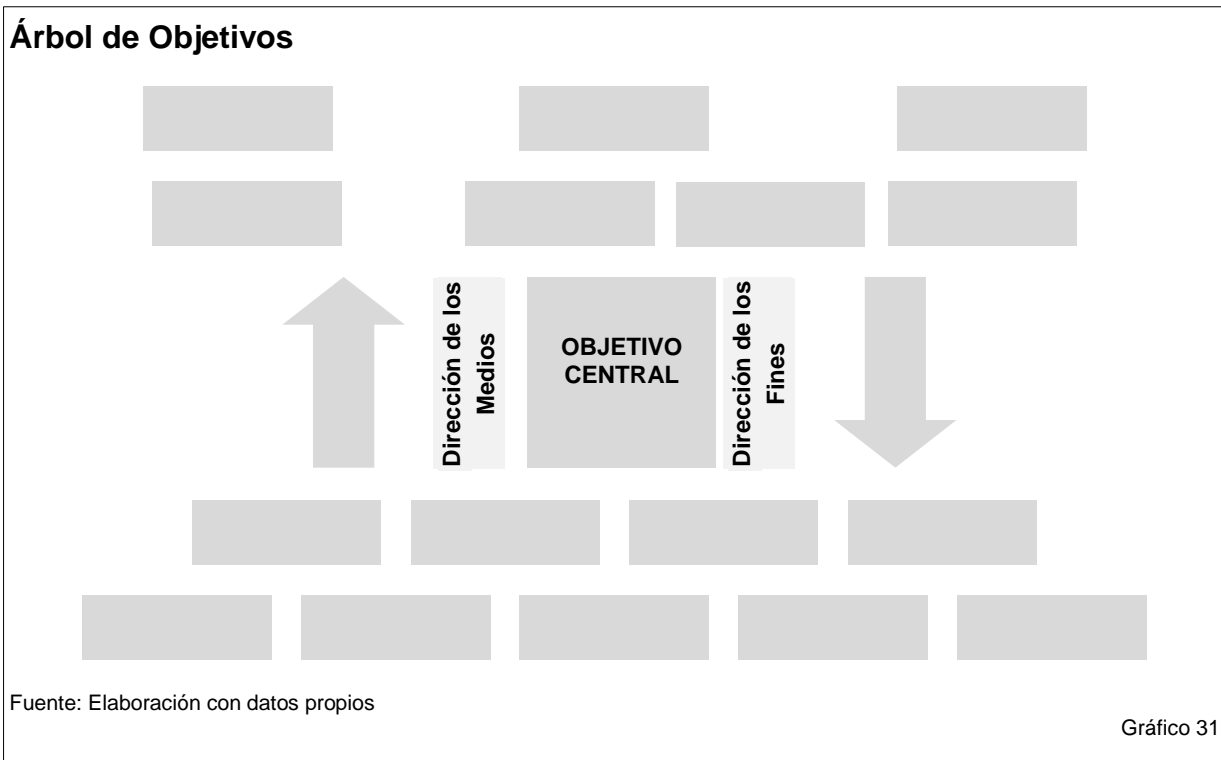 Árbol de Objetivos
Dirección de los
Medios
OBJETIVO
CENTRAL
Dirección de los
Fines
Fuente: Elaboración con datos propios
Gráfico 31